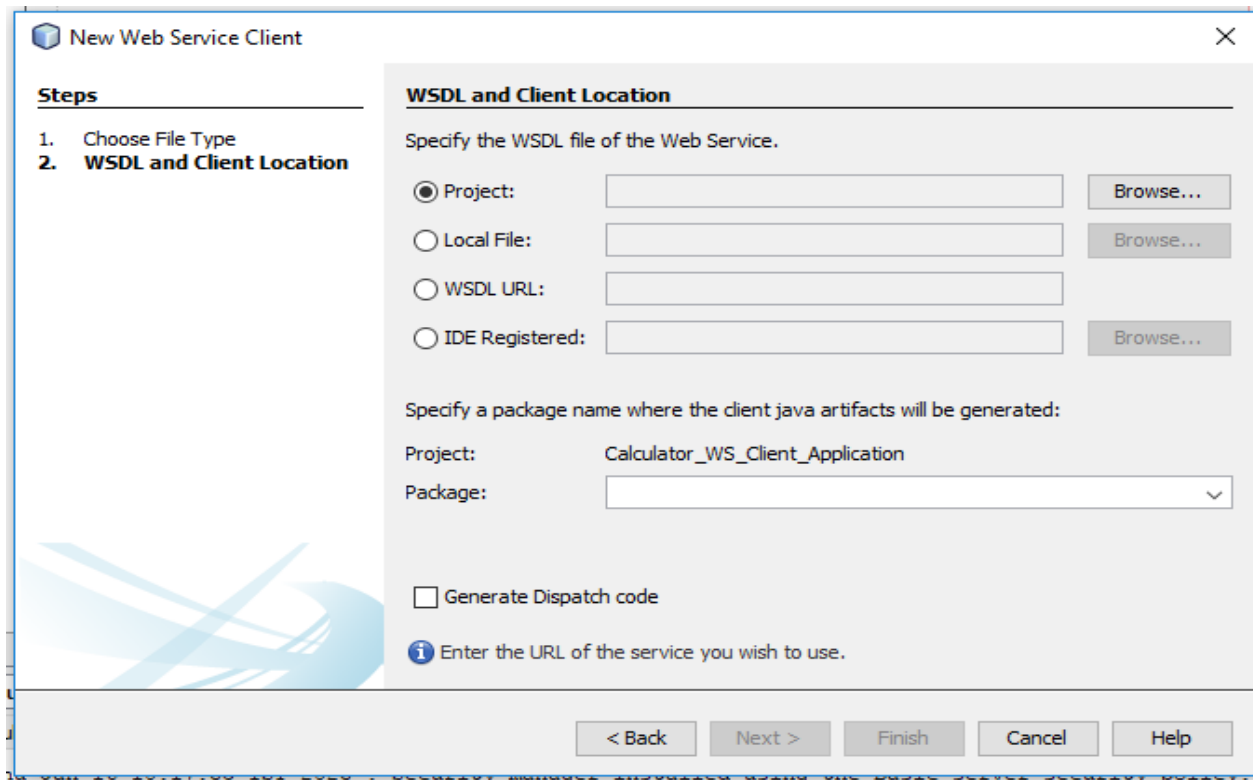 New Web Service Client
Steps
1. Choose File Type
2. WSDL and Client Location
WSDL and Client Location
Specify the WSDL file of the Web Service.
Project: Browse...
Local File: Browse...
WSDL URL:
IDE Registered: Browse...
Specify a package name where the client java artifacts will be generated:
Project: Calculator_WS_Client_Application
Package:
Generate Dispatch code
Enter the URL of the service you wish to use.
< Back Next > Finish Cancel Help